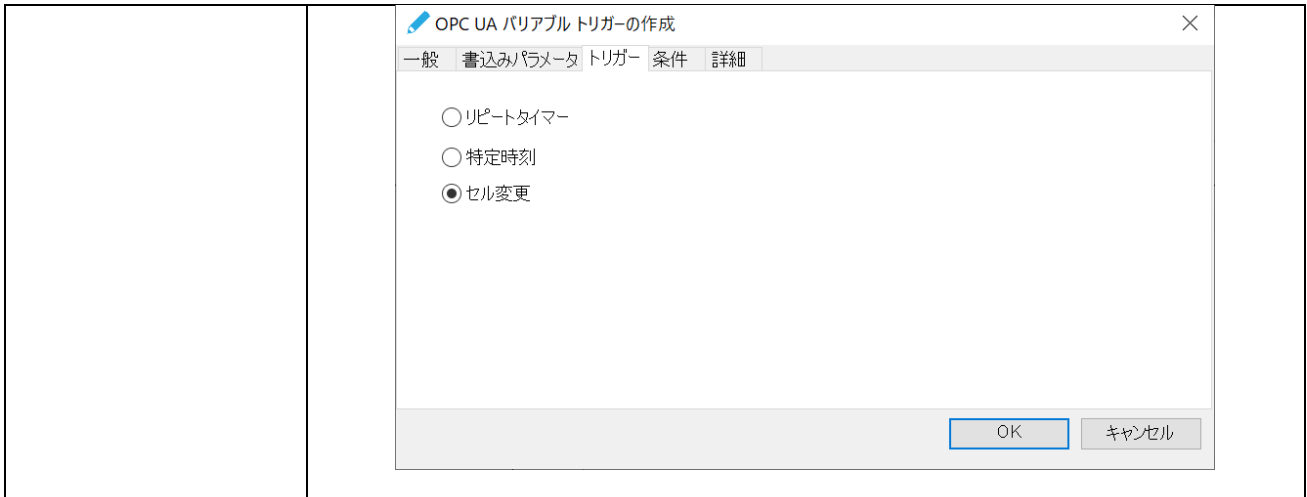 OPC UA バリアブル トリガーの作成
一般 書込みパラメータ トリガー 条件 詳細
リピートタイマー
特定時刻
セル変更
OK キャンセル